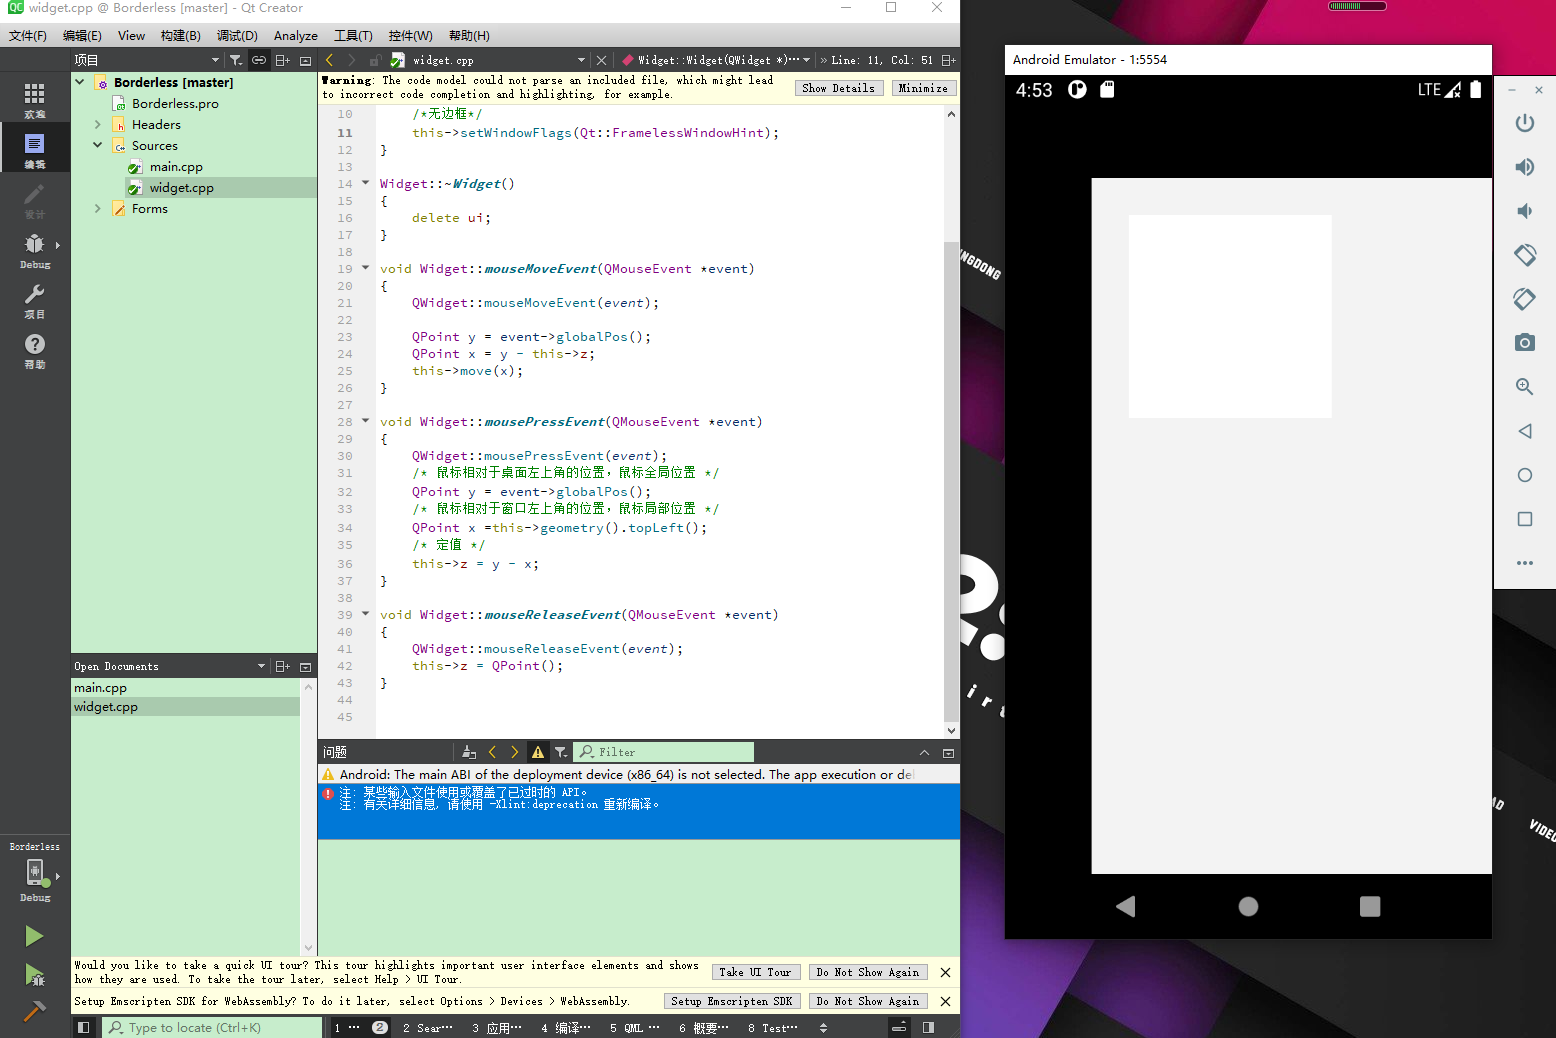 widget.cpp @ Borderless [master] - Qt Creator
文件(F) 编辑(E) View 构建(B) 调试(D) Analyze 工具(T) 控件(W) 帮助(H)
项目
widget.cpp
Widget::Widget(QWidget *)⋯
» Line: 11, Col: 51
欢迎
编辑
设计
Debug
项目
帮助
Borderless [master]
Borderless.pro
Headers
Sources
main.cpp
widget.cpp
Forms
Warning: The code model could not parse an included file, which might lead
to incorrect code completion and highlighting, for example.
Show Details
Minimize
10 /*无边框*/
11 this->setWindowFlags(Qt::FramelessWindowHint);
12 }
13
14 Widget::~Widget()
15 {
16 delete ui;
17 }
18
19 void Widget::mouseMoveEvent(QMouseEvent *event)
20 {
21 QWidget::mouseMoveEvent(event);
22
23 QPoint y = event->globalPos();
24 QPoint x = y - this->z;
25 this->move(x);
26 }
27
28 void Widget::mousePressEvent(QMouseEvent *event)
29 {
30 QWidget::mousePressEvent(event);
31 /* 鼠标相对于桌面左上角的位置，鼠标全局位置 */
32 QPoint y = event->globalPos();
33 /* 鼠标相对于窗口左上角的位置，鼠标局部位置 */
34 QPoint x =this->geometry().topLeft();
35 /* 定值 */
36 this->z = y - x;
37 }
38
39 void Widget::mouseReleaseEvent(QMouseEvent *event)
40 {
41 QWidget::mouseReleaseEvent(event);
42 this->z = QPoint();
43 }
44
45
Open Documents
main.cpp
widget.cpp
问题
Filter
Android: The main ABI of the deployment device (x86_64) is not selected. The app execution or de
注: 某些输入文件使用或覆盖了已过时的 API。
注: 有关详细信息, 请使用 -Xlint:deprecation 重新编译。
Borderless
Debug
Would you like to take a quick UI tour? This tour highlights important user interface elements and shows
how they are used. To take the tour later, select Help > UI Tour.
Take UI Tour
Do Not Show Again
Setup Emscripten SDK for WebAssembly? To do it later, select Options > Devices > WebAssembly.
Setup Emscripten SDK
Do Not Show Again
Type to locate (Ctrl+K)
1 ⋯ 2 2 Sear⋯ 3 应用⋯ 4 编译⋯ 5 QML ⋯ 6 概要⋯ 8 Test⋯
Android Emulator - 1:5554
4:53
LTE
NGDONG
VIDEO